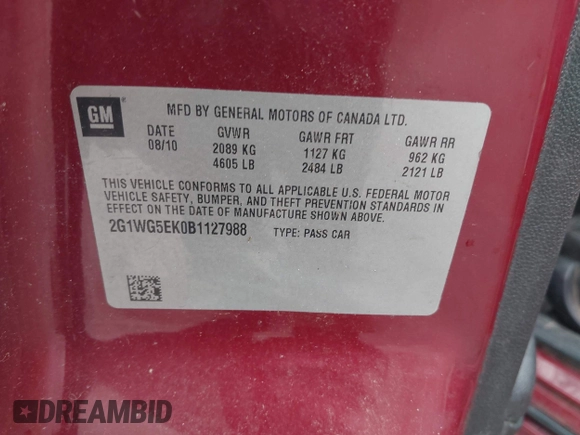 GM
MFD BY GENERAL MOTORS OF CANADA LTD.
DATE GVWR GAWR FRT GAWR RR
08/10 2089 KG 1127 KG 962 KG
4605 LB 2484 LB 2121 LB
THIS VEHICLE CONFORMS TO ALL APPLICABLE U.S. FEDERAL MOTOR
VEHICLE SAFETY, BUMPER, AND THEFT PREVENTION STANDARDS IN
EFFECT ON THE DATE OF MANUFACTURE SHOWN ABOVE.
2G1WG5EK0B1127988 TYPE: PASS CAR
DREAMBID